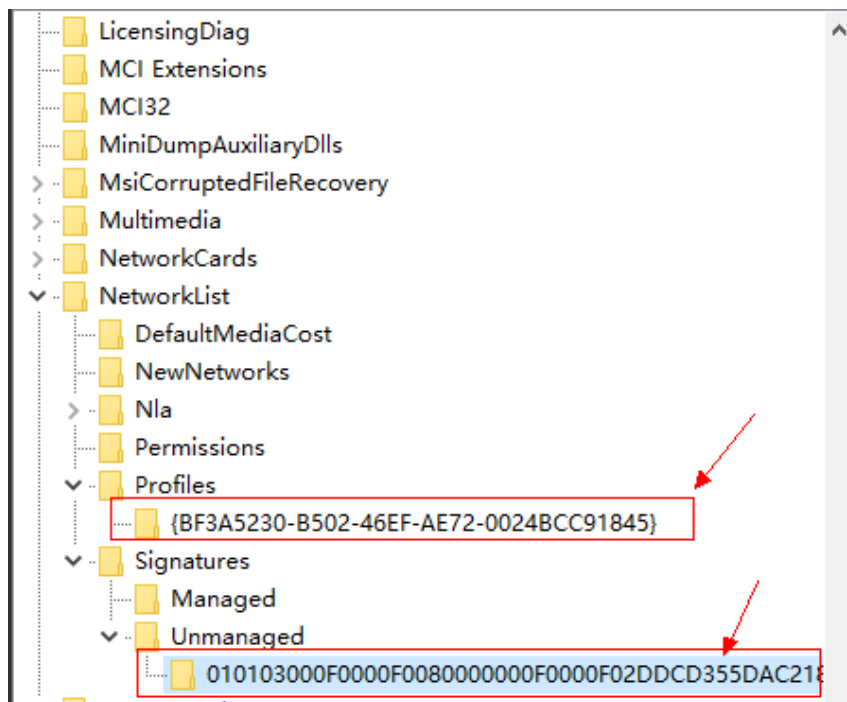 LicensingDiag
MCI Extensions
MCI32
MiniDumpAuxiliaryDlls
MsiCorruptedFileRecovery
Multimedia
NetworkCards
NetworkList
DefaultMediaCost
NewNetworks
Nla
Permissions
Profiles
{BF3A5230-B502-46EF-AE72-0024BCC91845}
Signatures
Managed
Unmanaged
010103000F0000F0080000000F0000F02DDCD355DAC218